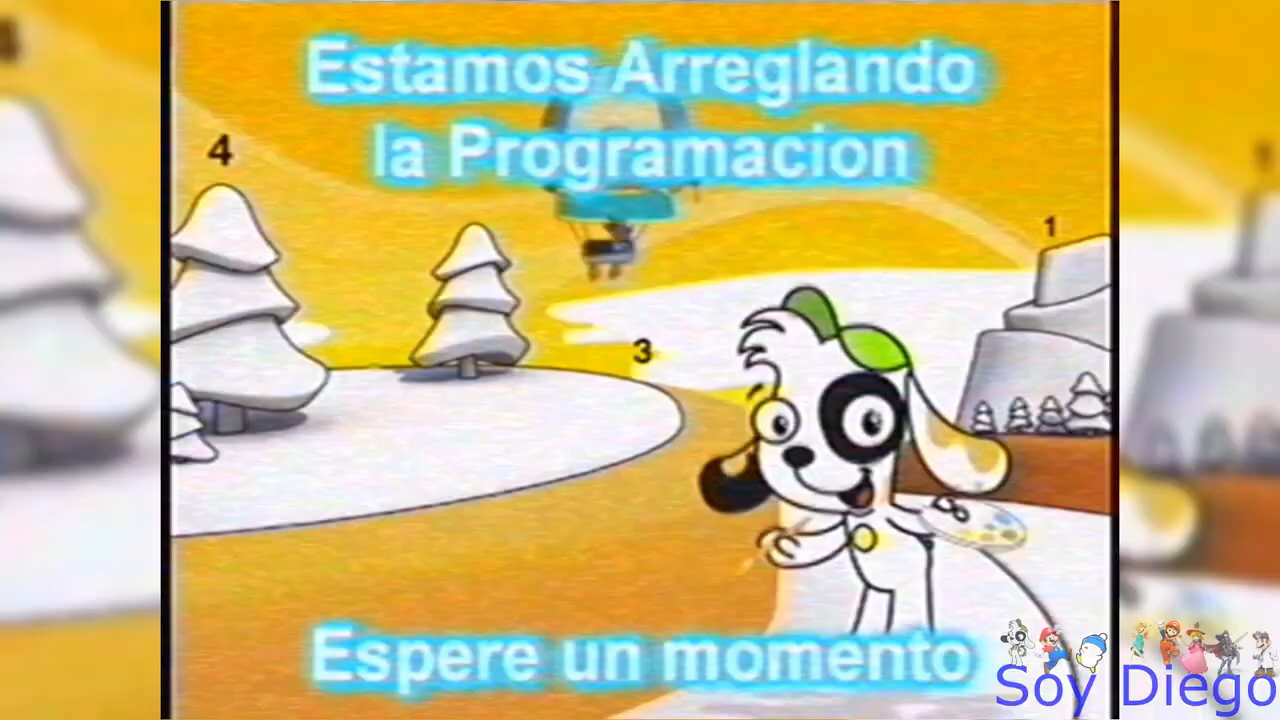 Estamos Arreglando
la Programacion
4
1
3
Espere un momento
Soy Diego